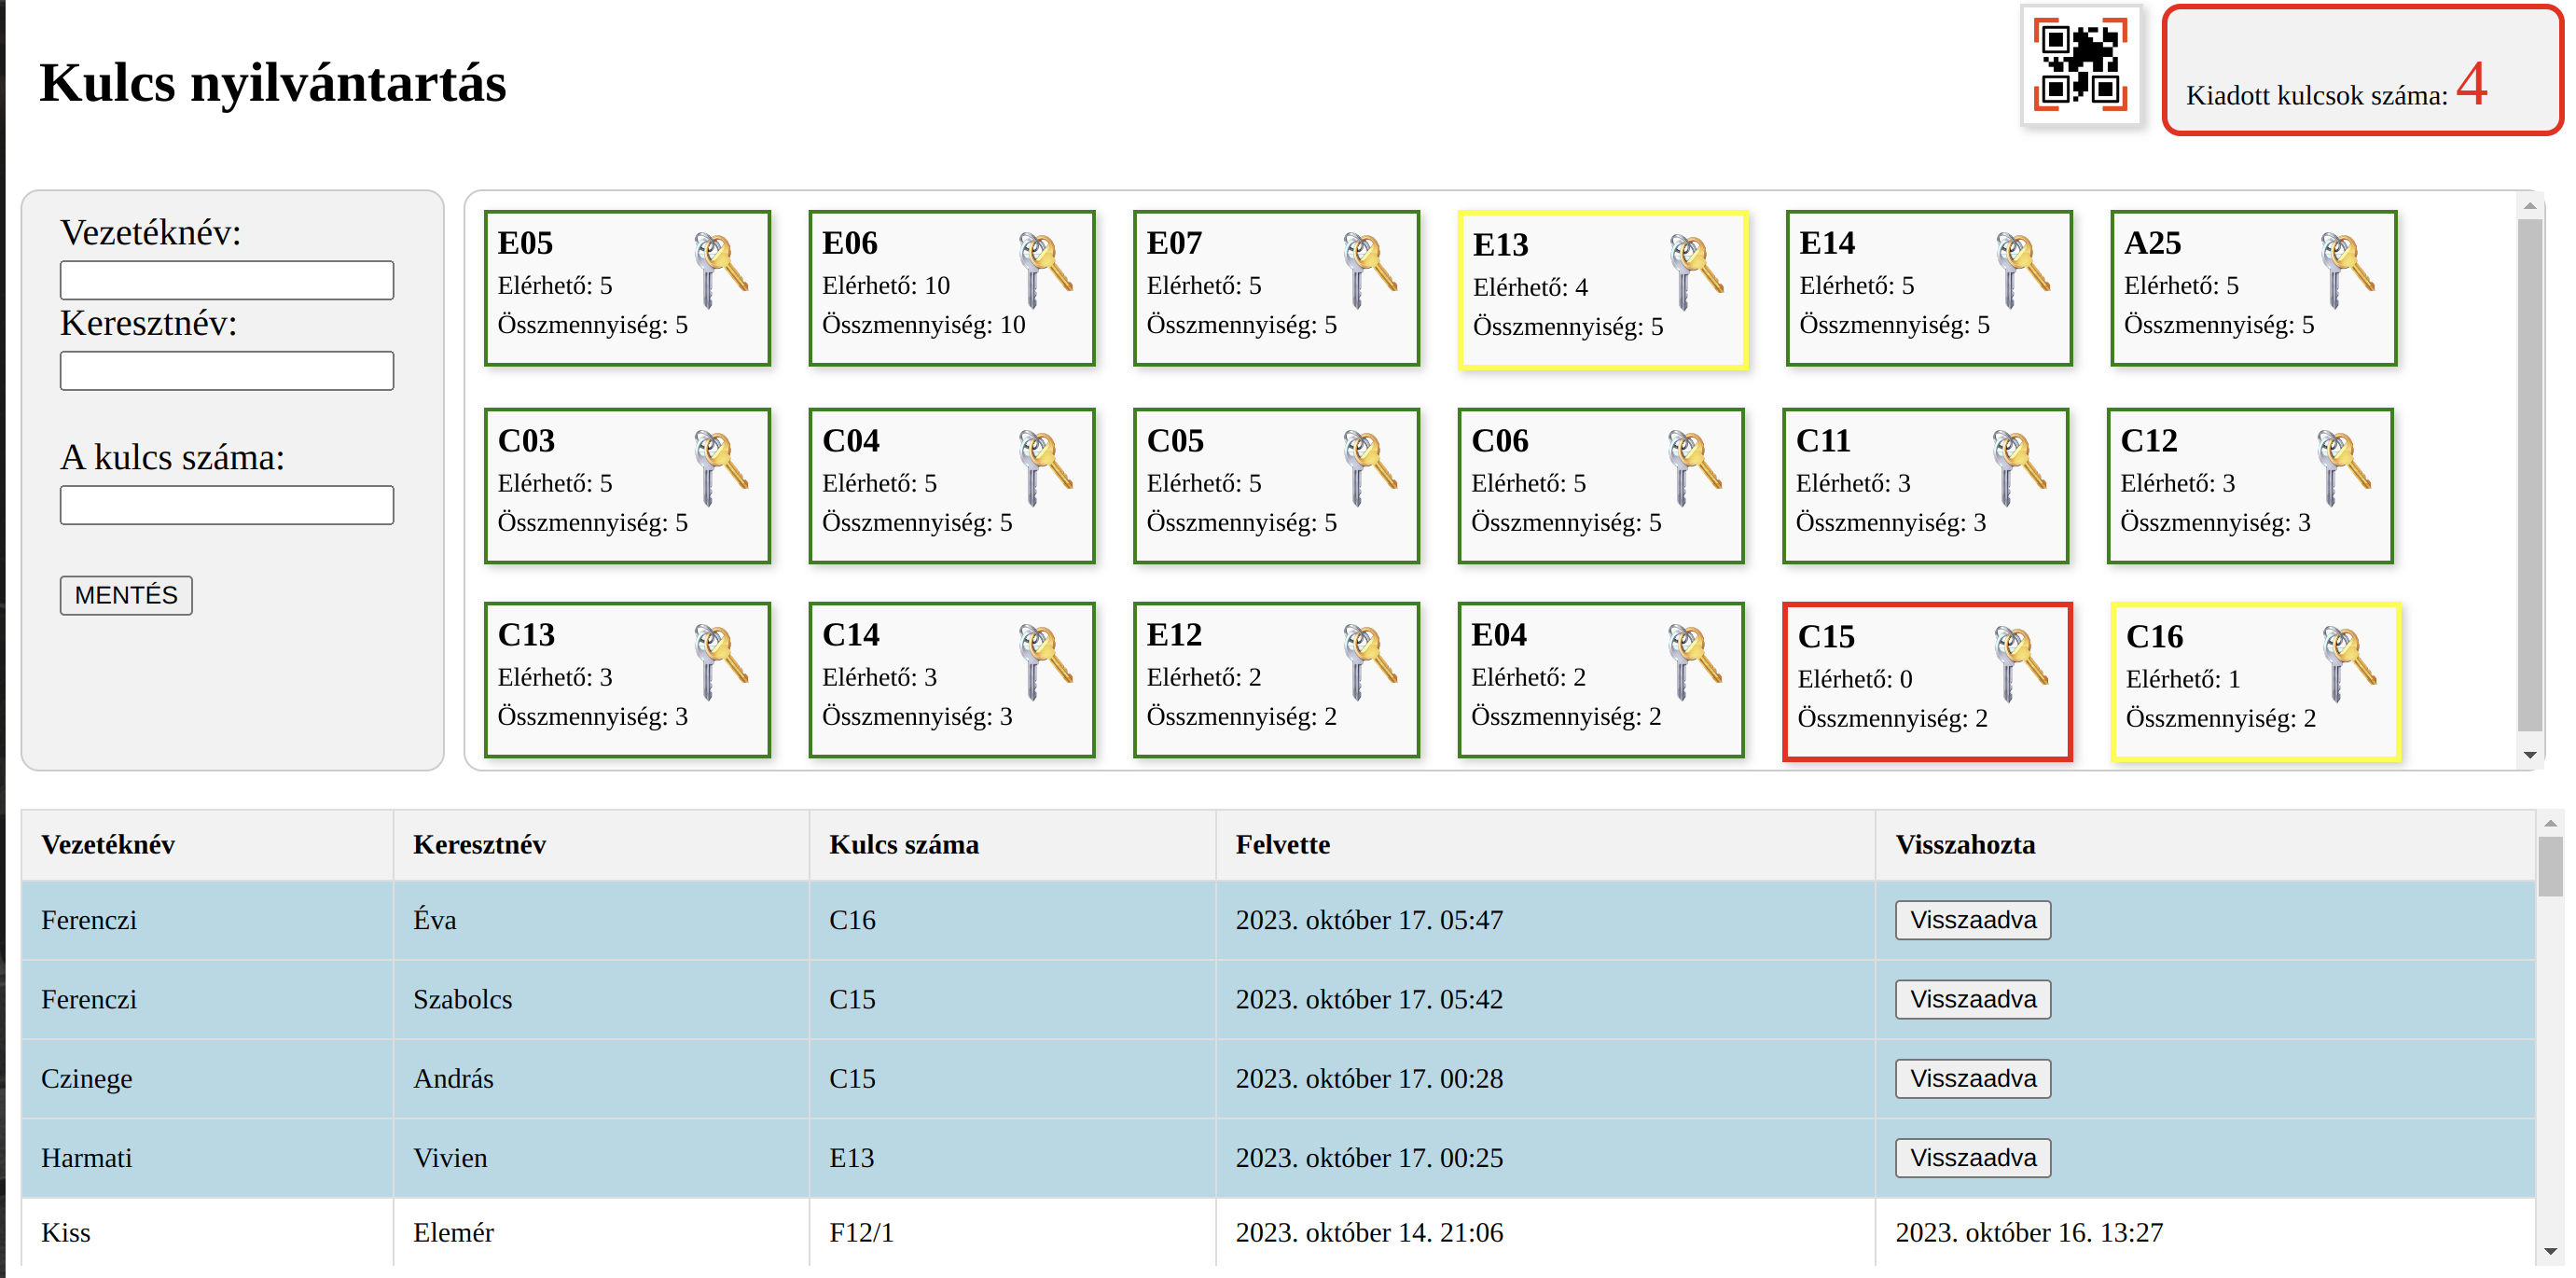 Kulcs nyilvántartás
Kiadott kulcsok száma: 4
Vezetéknév:
Keresztnév:
A kulcs száma:
MENTÉS
E05
Elérhető: 5
Összmennyiség: 5
E06
Elérhető: 10
Összmennyiség: 10
E07
Elérhető: 5
Összmennyiség: 5
E13
Elérhető: 4
Összmennyiség: 5
E14
Elérhető: 5
Összmennyiség: 5
A25
Elérhető: 5
Összmennyiség: 5
C03
Elérhető: 5
Összmennyiség: 5
C04
Elérhető: 5
Összmennyiség: 5
C05
Elérhető: 5
Összmennyiség: 5
C06
Elérhető: 5
Összmennyiség: 5
C11
Elérhető: 3
Összmennyiség: 3
C12
Elérhető: 3
Összmennyiség: 3
C13
Elérhető: 3
Összmennyiség: 3
C14
Elérhető: 3
Összmennyiség: 3
E12
Elérhető: 2
Összmennyiség: 2
E04
Elérhető: 2
Összmennyiség: 2
C15
Elérhető: 0
Összmennyiség: 2
C16
Elérhető: 1
Összmennyiség: 2
Vezetéknév Keresztnév Kulcs száma Felvette Visszahozta
Ferenczi Éva C16 2023. október 17. 05:47 Visszaadva
Ferenczi Szabolcs C15 2023. október 17. 05:42 Visszaadva
Czinege András C15 2023. október 17. 00:28 Visszaadva
Harmati Vivien E13 2023. október 17. 00:25 Visszaadva
Kiss Elemér F12/1 2023. október 14. 21:06 2023. október 16. 13:27